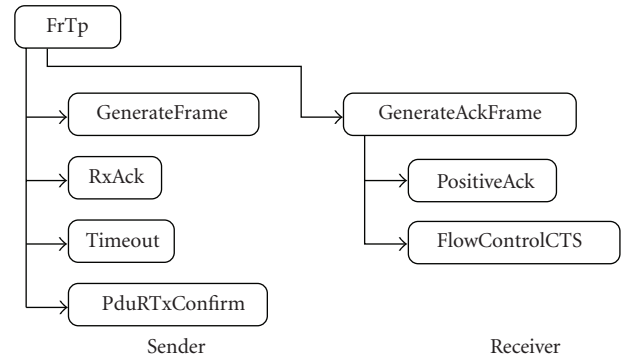 FrTp
GenerateFrame
GenerateAckFrame
RxAck
PositiveAck
Timeout
FlowControlCTS
PduRTxConfirm
Sender
Receiver